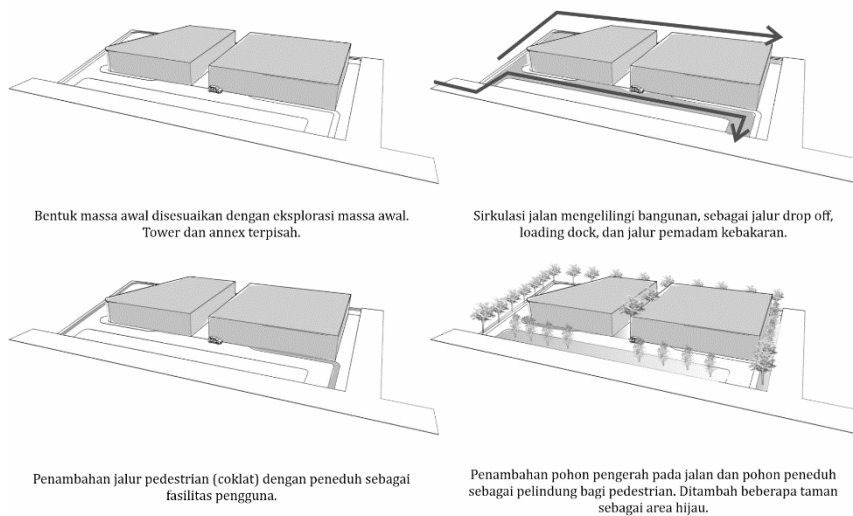 Bentuk massa awal disesuaikan dengan eksplorasi massa awal.
Tower dan annex terpisah.
Sirkulasi jalan mengelilingi bangunan, sebagai jalur drop off,
loading dock, dan jalur pemadam kebakaran.
Penambahan jalur pedestrian (coklat) dengan peneduh sebagai
fasilitas pengguna.
Penambahan pohon pengerah pada jalan dan pohon peneduh
sebagai pelindung bagi pedestrian. Ditambah beberapa taman
sebagai area hijau.